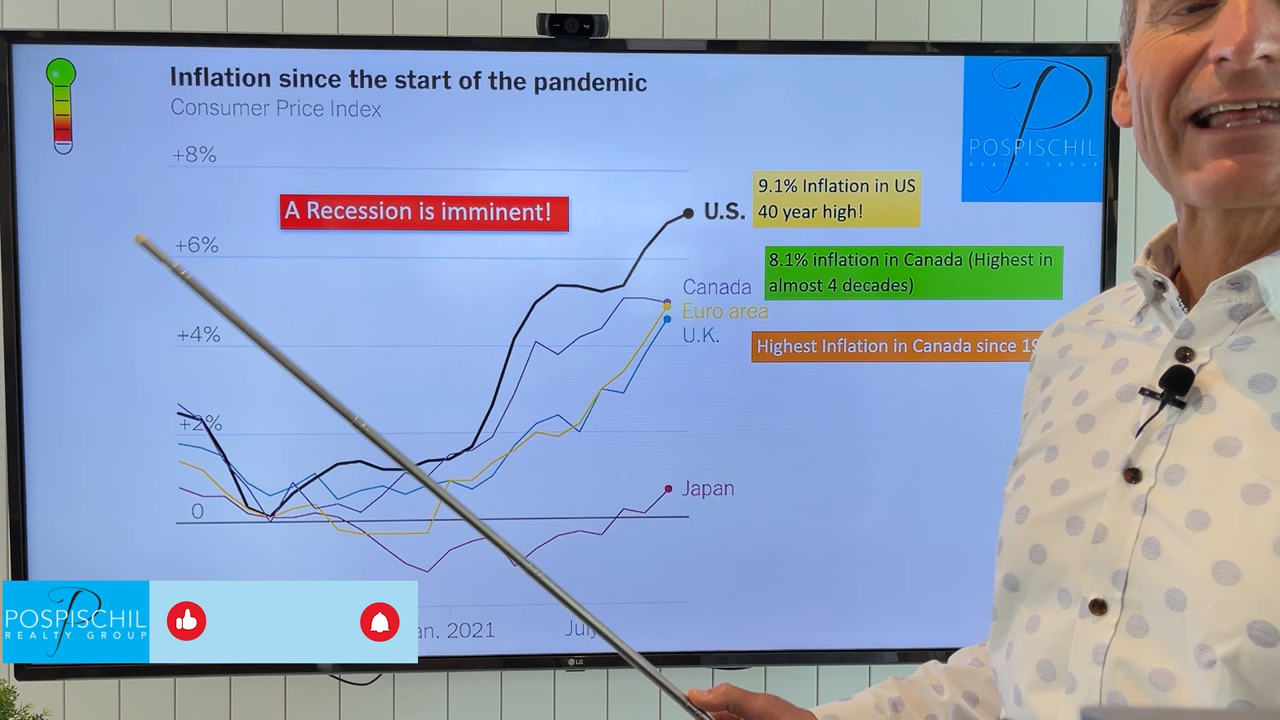 Inflation since the start of the pandemic
Consumer Price Index
+8%
A Recession is imminent!
+6%
+4%
+2%
0
U.S.
Canada
Euro area
U.K.
Japan
9.1% Inflation in US
40 year high!
8.1% inflation in Canada (Highest in
almost 4 decades)
Highest Inflation in Canada since
POSPISCHIL
REALTY GROUP
an. 2021
July
LG
POSPISCHIL
REALTY GROUP